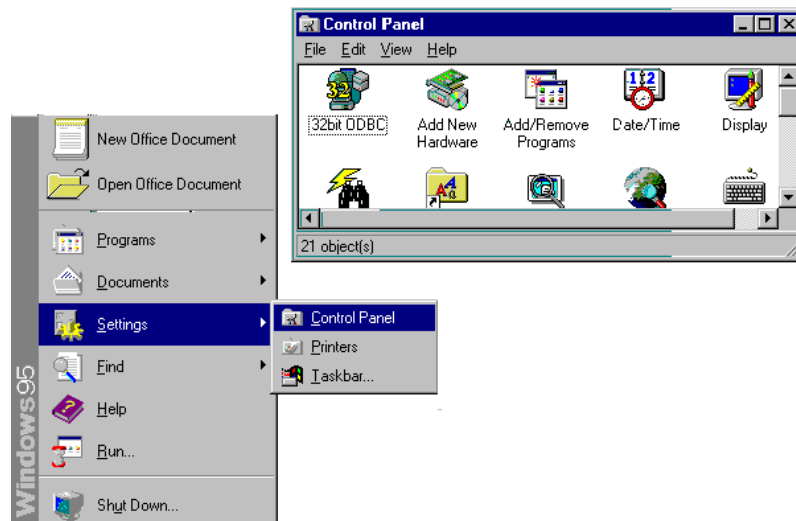 Control Panel
File Edit View Help
32bit ODBC
Add New
Hardware
Add/Remove
Programs
Date/Time
Display
21 object(s)
New Office Document
Open Office Document
Programs
Documents
Settings
Find
Help
Run...
Shut Down...
Control Panel
Printers
Taskbar...
Windows95